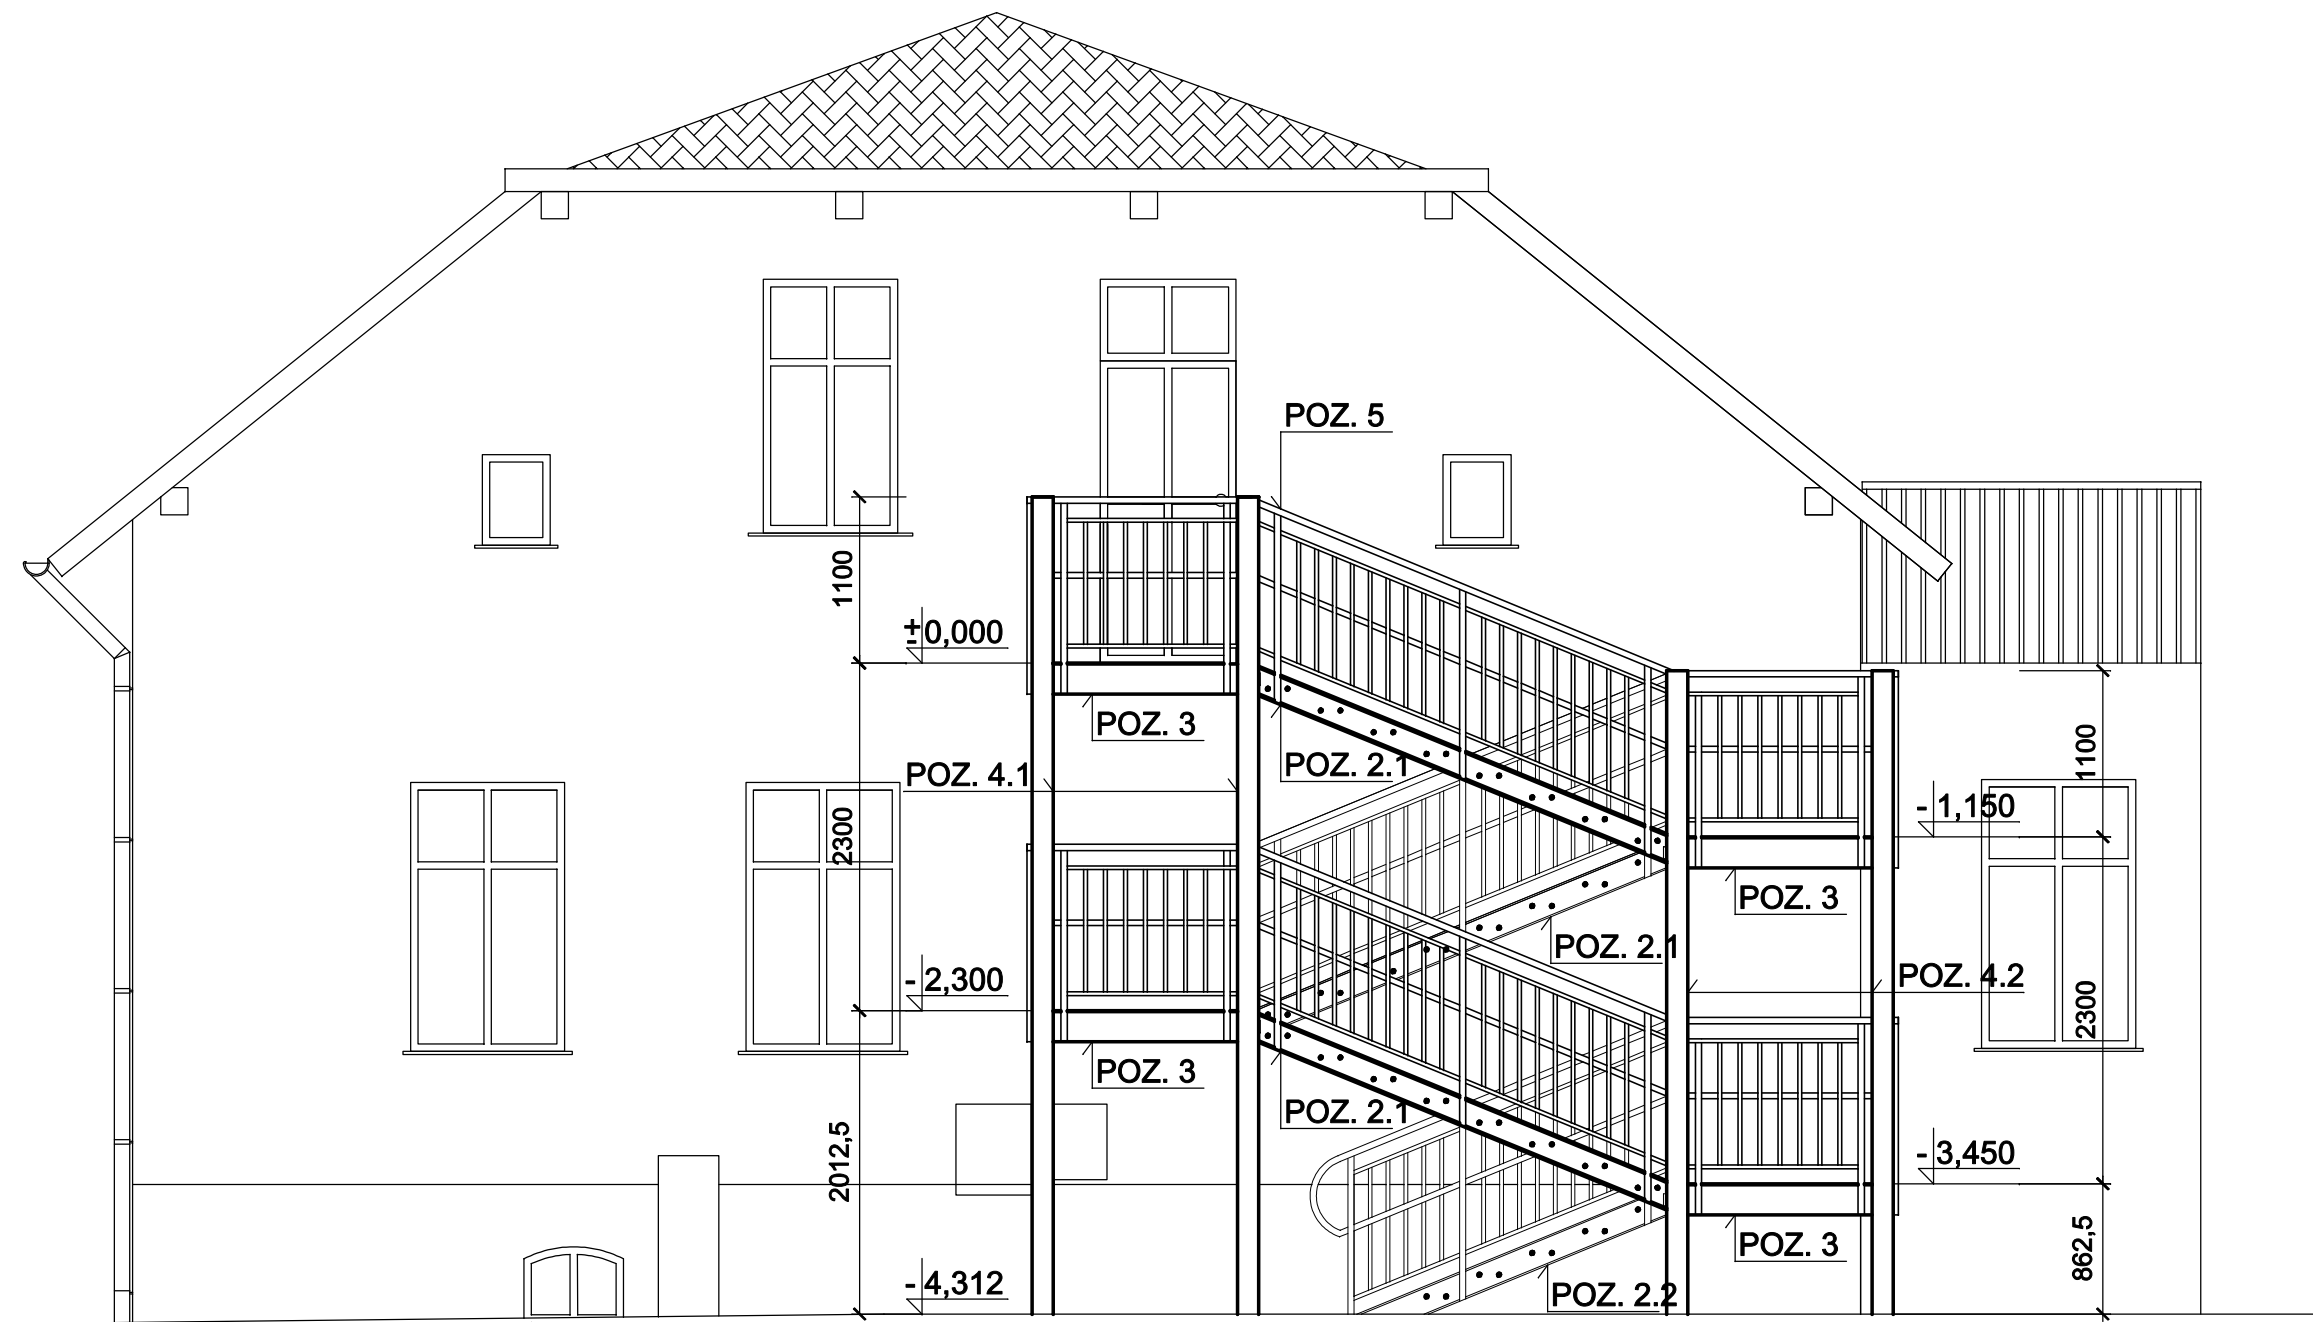 POZ. 5
1100
±0,000
POZ. 3
1100
POZ. 4.1
POZ. 2.1
- 1,150
2300
POZ. 3
POZ. 2.1
- 2,300
POZ. 4.2
2300
POZ. 3
POZ. 2.1
2012,5
- 3,450
POZ. 3
862,5
- 4,312
POZ. 2.2